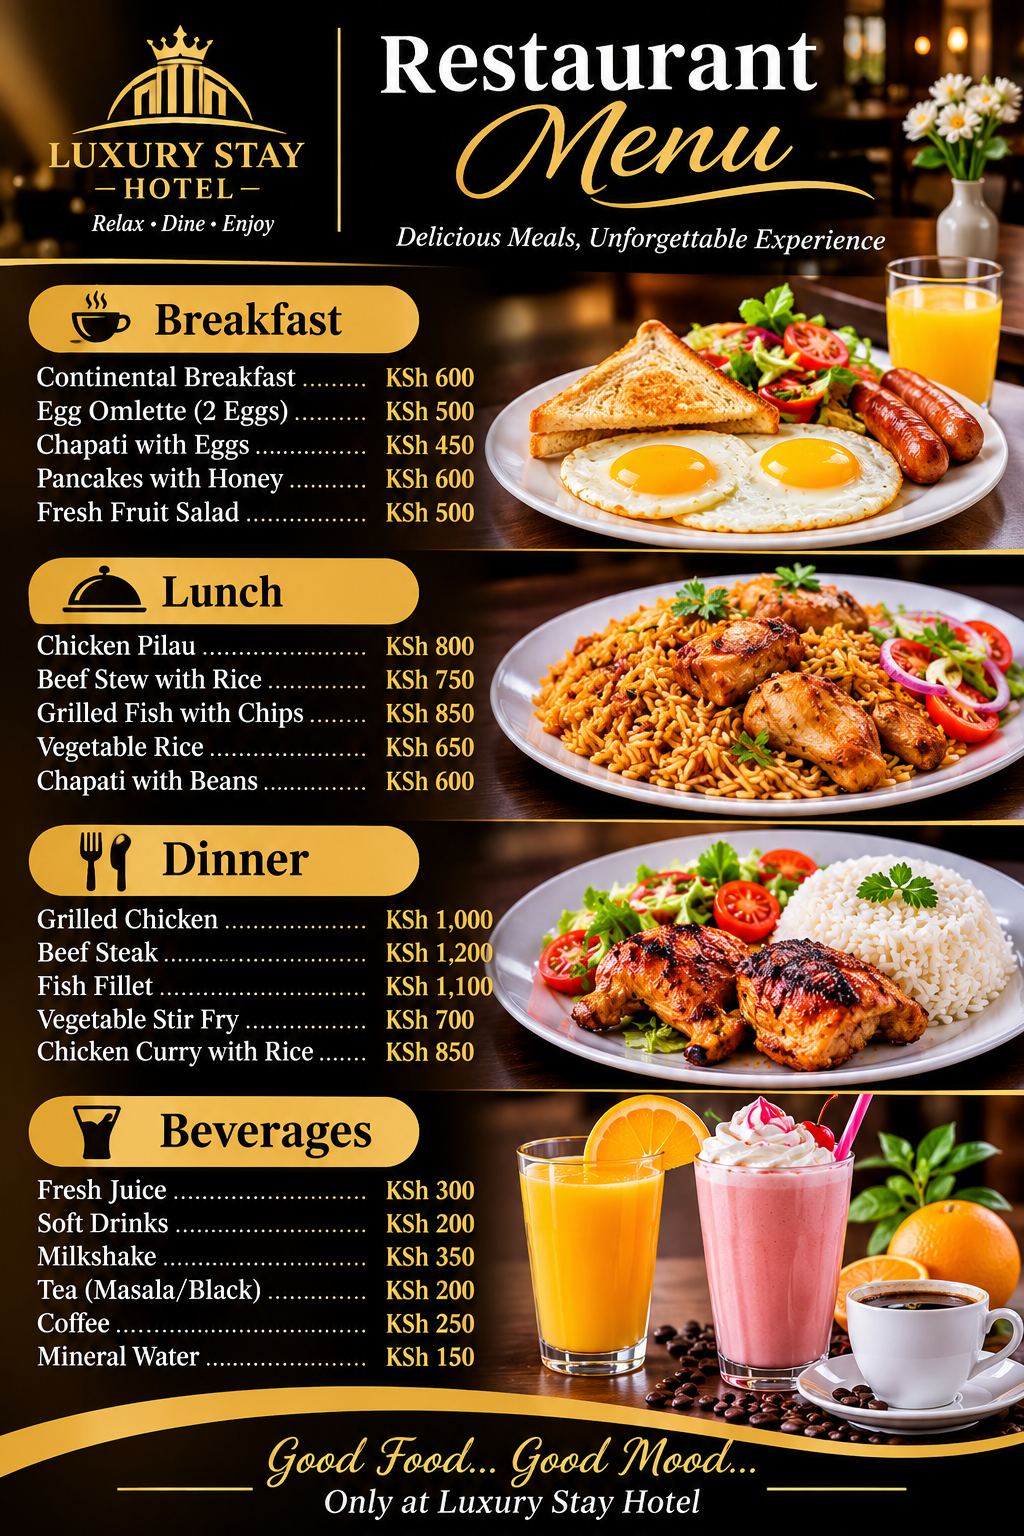 LUXURY STAY
HOTEL
Relax • Dine • Enjoy
Restaurant
Menu
Delicious Meals, Unforgettable Experience
Breakfast
Continental Breakfast ......... KSh 600
Egg Omlette (2 Eggs) .......... KSh 500
Chapati with Eggs .............. KSh 450
Pancakes with Honey ........... KSh 600
Fresh Fruit Salad ................ KSh 500
Lunch
Chicken Pilau ...................... KSh 800
Beef Stew with Rice ............. KSh 750
Grilled Fish with Chips ........ KSh 850
Vegetable Rice ..................... KSh 650
Chapati with Beans .............. KSh 600
Dinner
Grilled Chicken ................... KSh 1,000
Beef Steak ........................... KSh 1,200
Fish Fillet ............................ KSh 1,100
Vegetable Stir Fry ................ KSh 700
Chicken Curry with Rice ....... KSh 850
Beverages
Fresh Juice .......................... KSh 300
Soft Drinks .......................... KSh 200
Milkshake ........................... KSh 350
Tea (Masala/Black) .............. KSh 200
Coffee .................................. KSh 250
Mineral Water ...................... KSh 150
Good Food... Good Mood...
Only at Luxury Stay Hotel